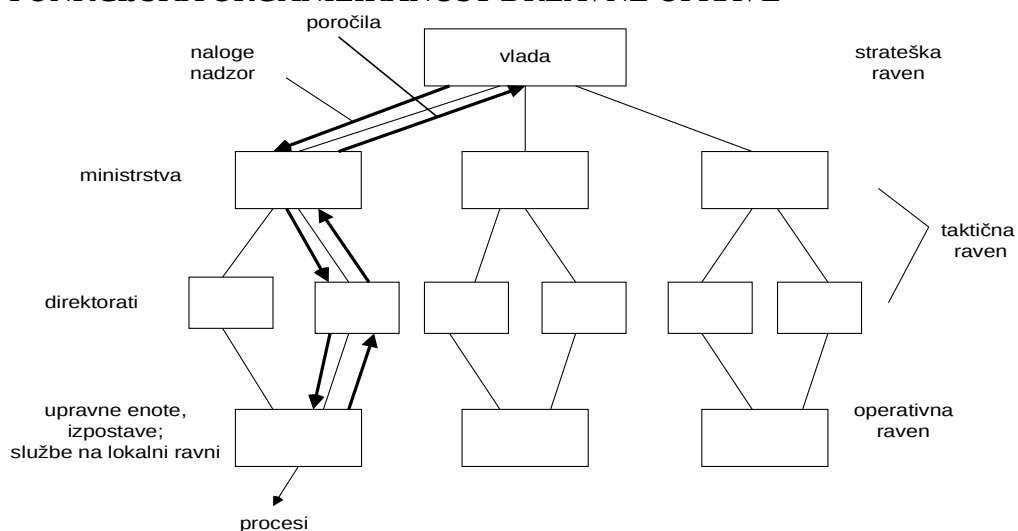 poročila
naloge
nadzor
vlada
strateška
raven
ministrstva
taktična
raven
direktorati
upravne enote,
izpostave;
službe na lokalni ravni
operativna
raven
procesi